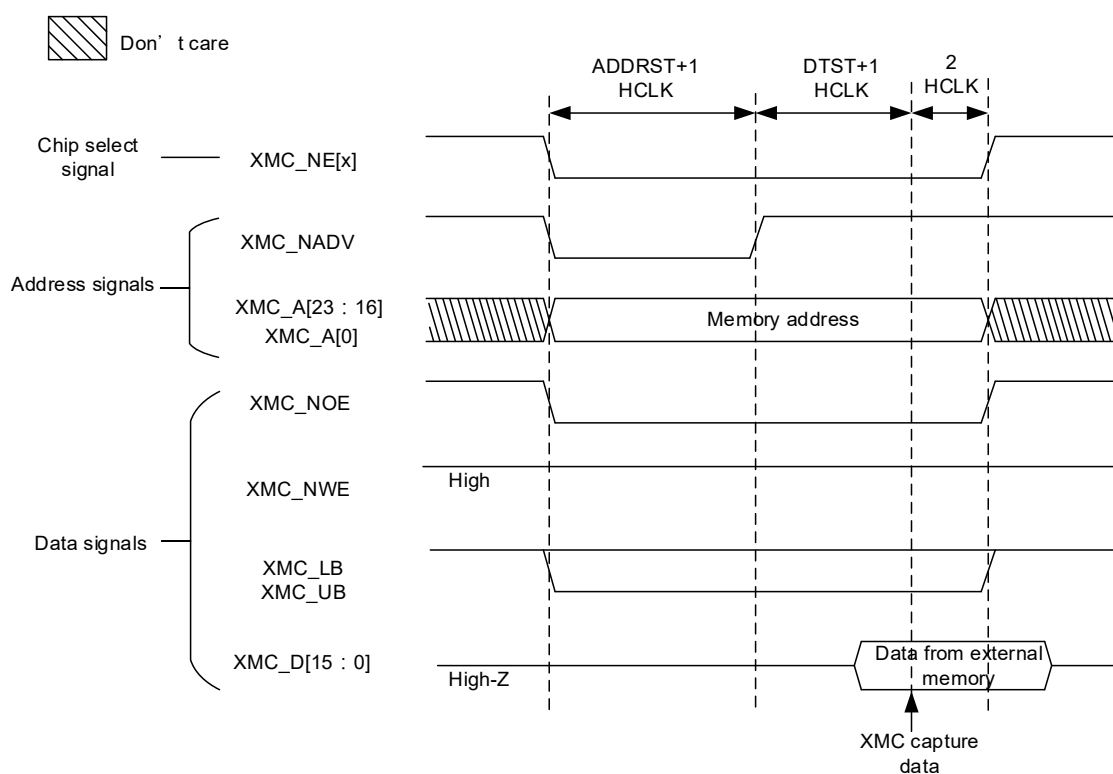 Don’t care
ADDRST+1
HCLK
DTST+1
HCLK
2
HCLK
Chip select
signal
XMC_NE[x]
XMC_NADV
Address signals
XMC_A[23:16]
XMC_A[0]
Memory address
XMC_NOE
High
XMC_NWE
Data signals
XMC_LB
XMC_UB
XMC_D[15:0]
High-Z
Data from external
memory
XMC capture
data